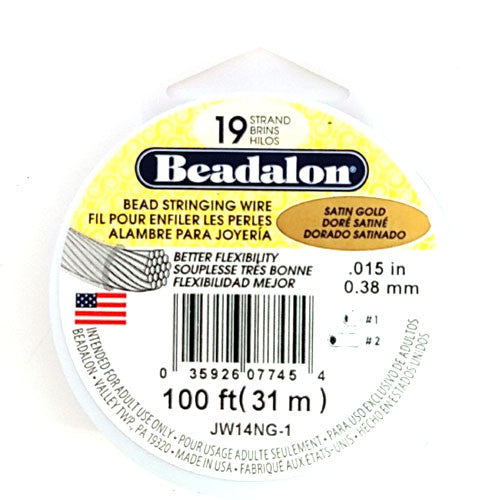 19 STRAND
BRINS
HILOS
Beadalon®
BEAD STRINGING WIRE
FIL POUR ENFILER LES PERLES
ALAMBRE PARA JOYERÍA
SATIN GOLD
DORÉ SATINÉ
DORADO SATINADO
BETTER FLEXIBILITY
SOUPLESSE TRÈS BONNE
FLEXIBILIDAD MEJOR
.015 in
0.38 mm
#1
#2
0 35926 07745 4
100 ft(31 m)
JW14NG-1
INTENDED FOR ADULT USE ONLY • POUR USAGE ADULTE SEULEMENT • PARA USO EXCLUSIVO DE ADULTOS
BEADALON • VALLEY TWP., PA 19320 • MADE IN USA • FABRIQUÉ AUX ÉTATS-UNIS • HECHO EN ESTADOS UNIDOS